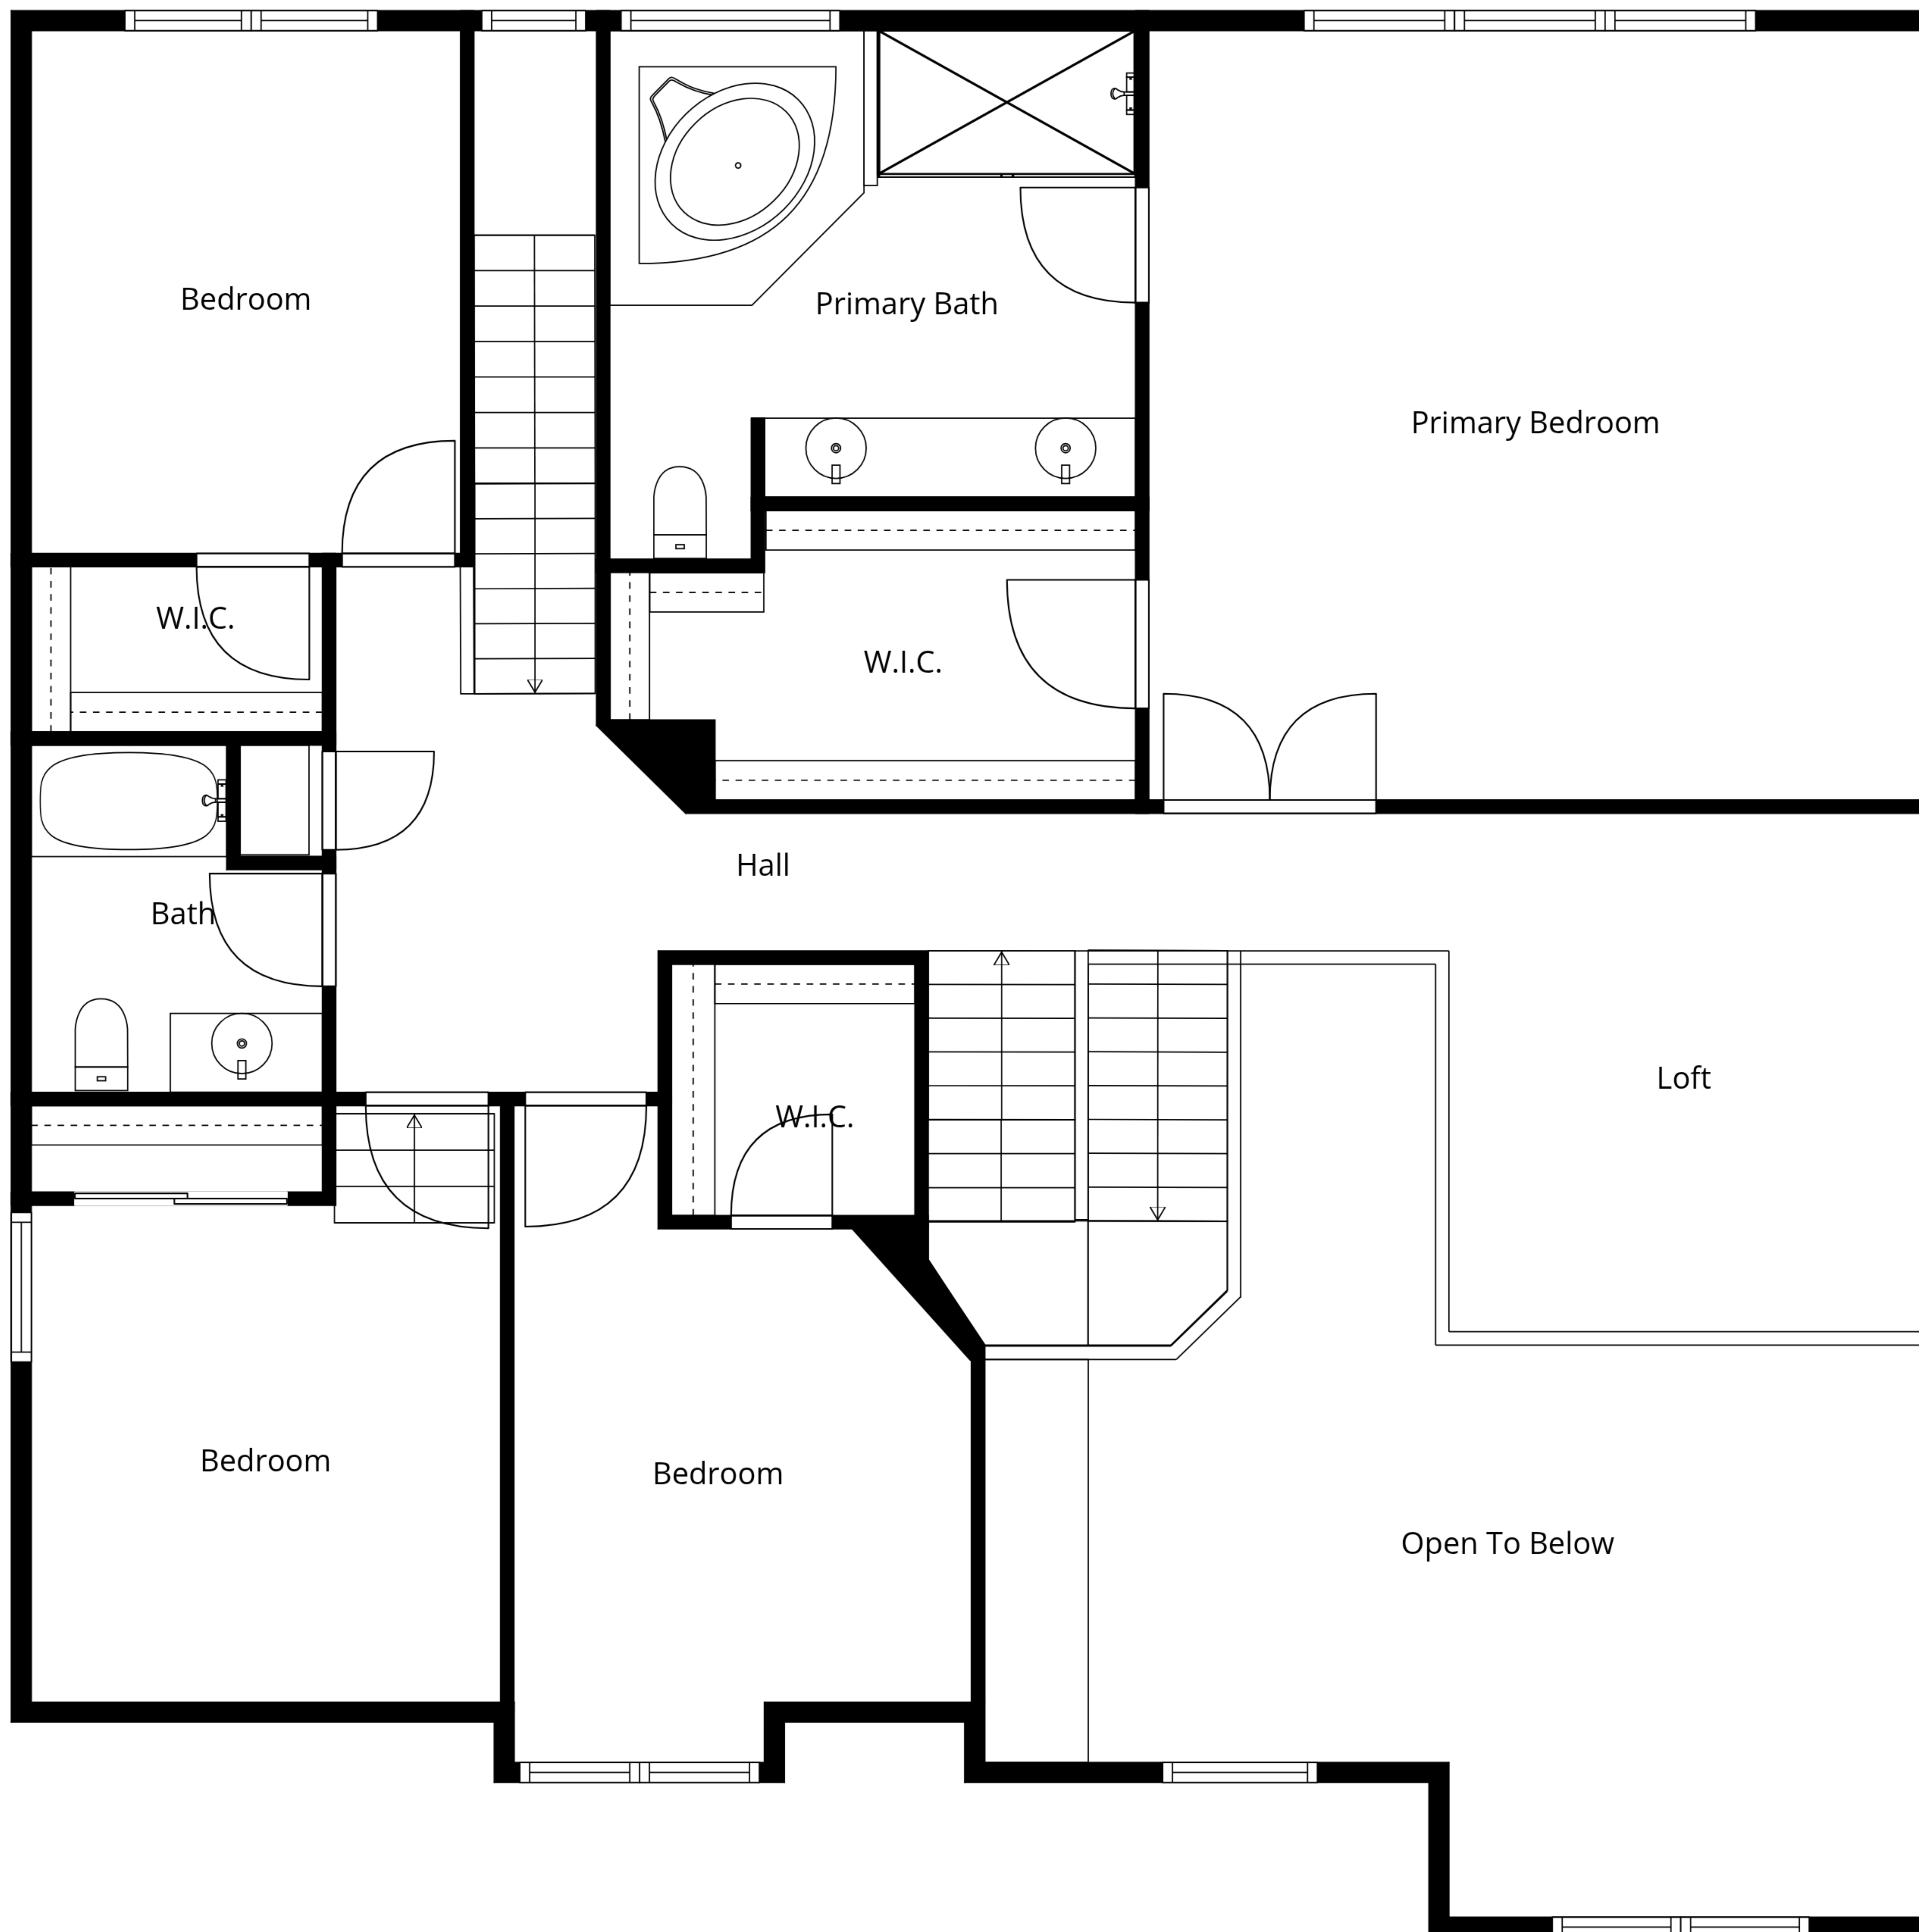 Bedroom
Primary Bath
Primary Bedroom
W.I.C.
W.I.C.
Hall
Bath
Loft
W.I.C.
Bedroom
Bedroom
Open To Below